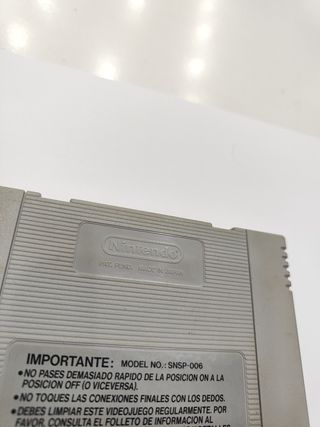 Nintendo
PAT. PEND. MADE IN JAPAN
IMPORTANTE: MODEL NO.: SNSP-006
•NO PASES DEMASIADO RAPIDO DE LA POSICION ON A LA
POSICION OFF (O VICEVERSA).
•NO TOQUES LAS CONEXIONES FINALES CON LOS DEDOS.
•DEBES LIMPIAR ESTE VIDEOJUEGO REGULARMENTE. POR
FAVOR, CONSULTA EL FOLLETO DE INFORMACION AL